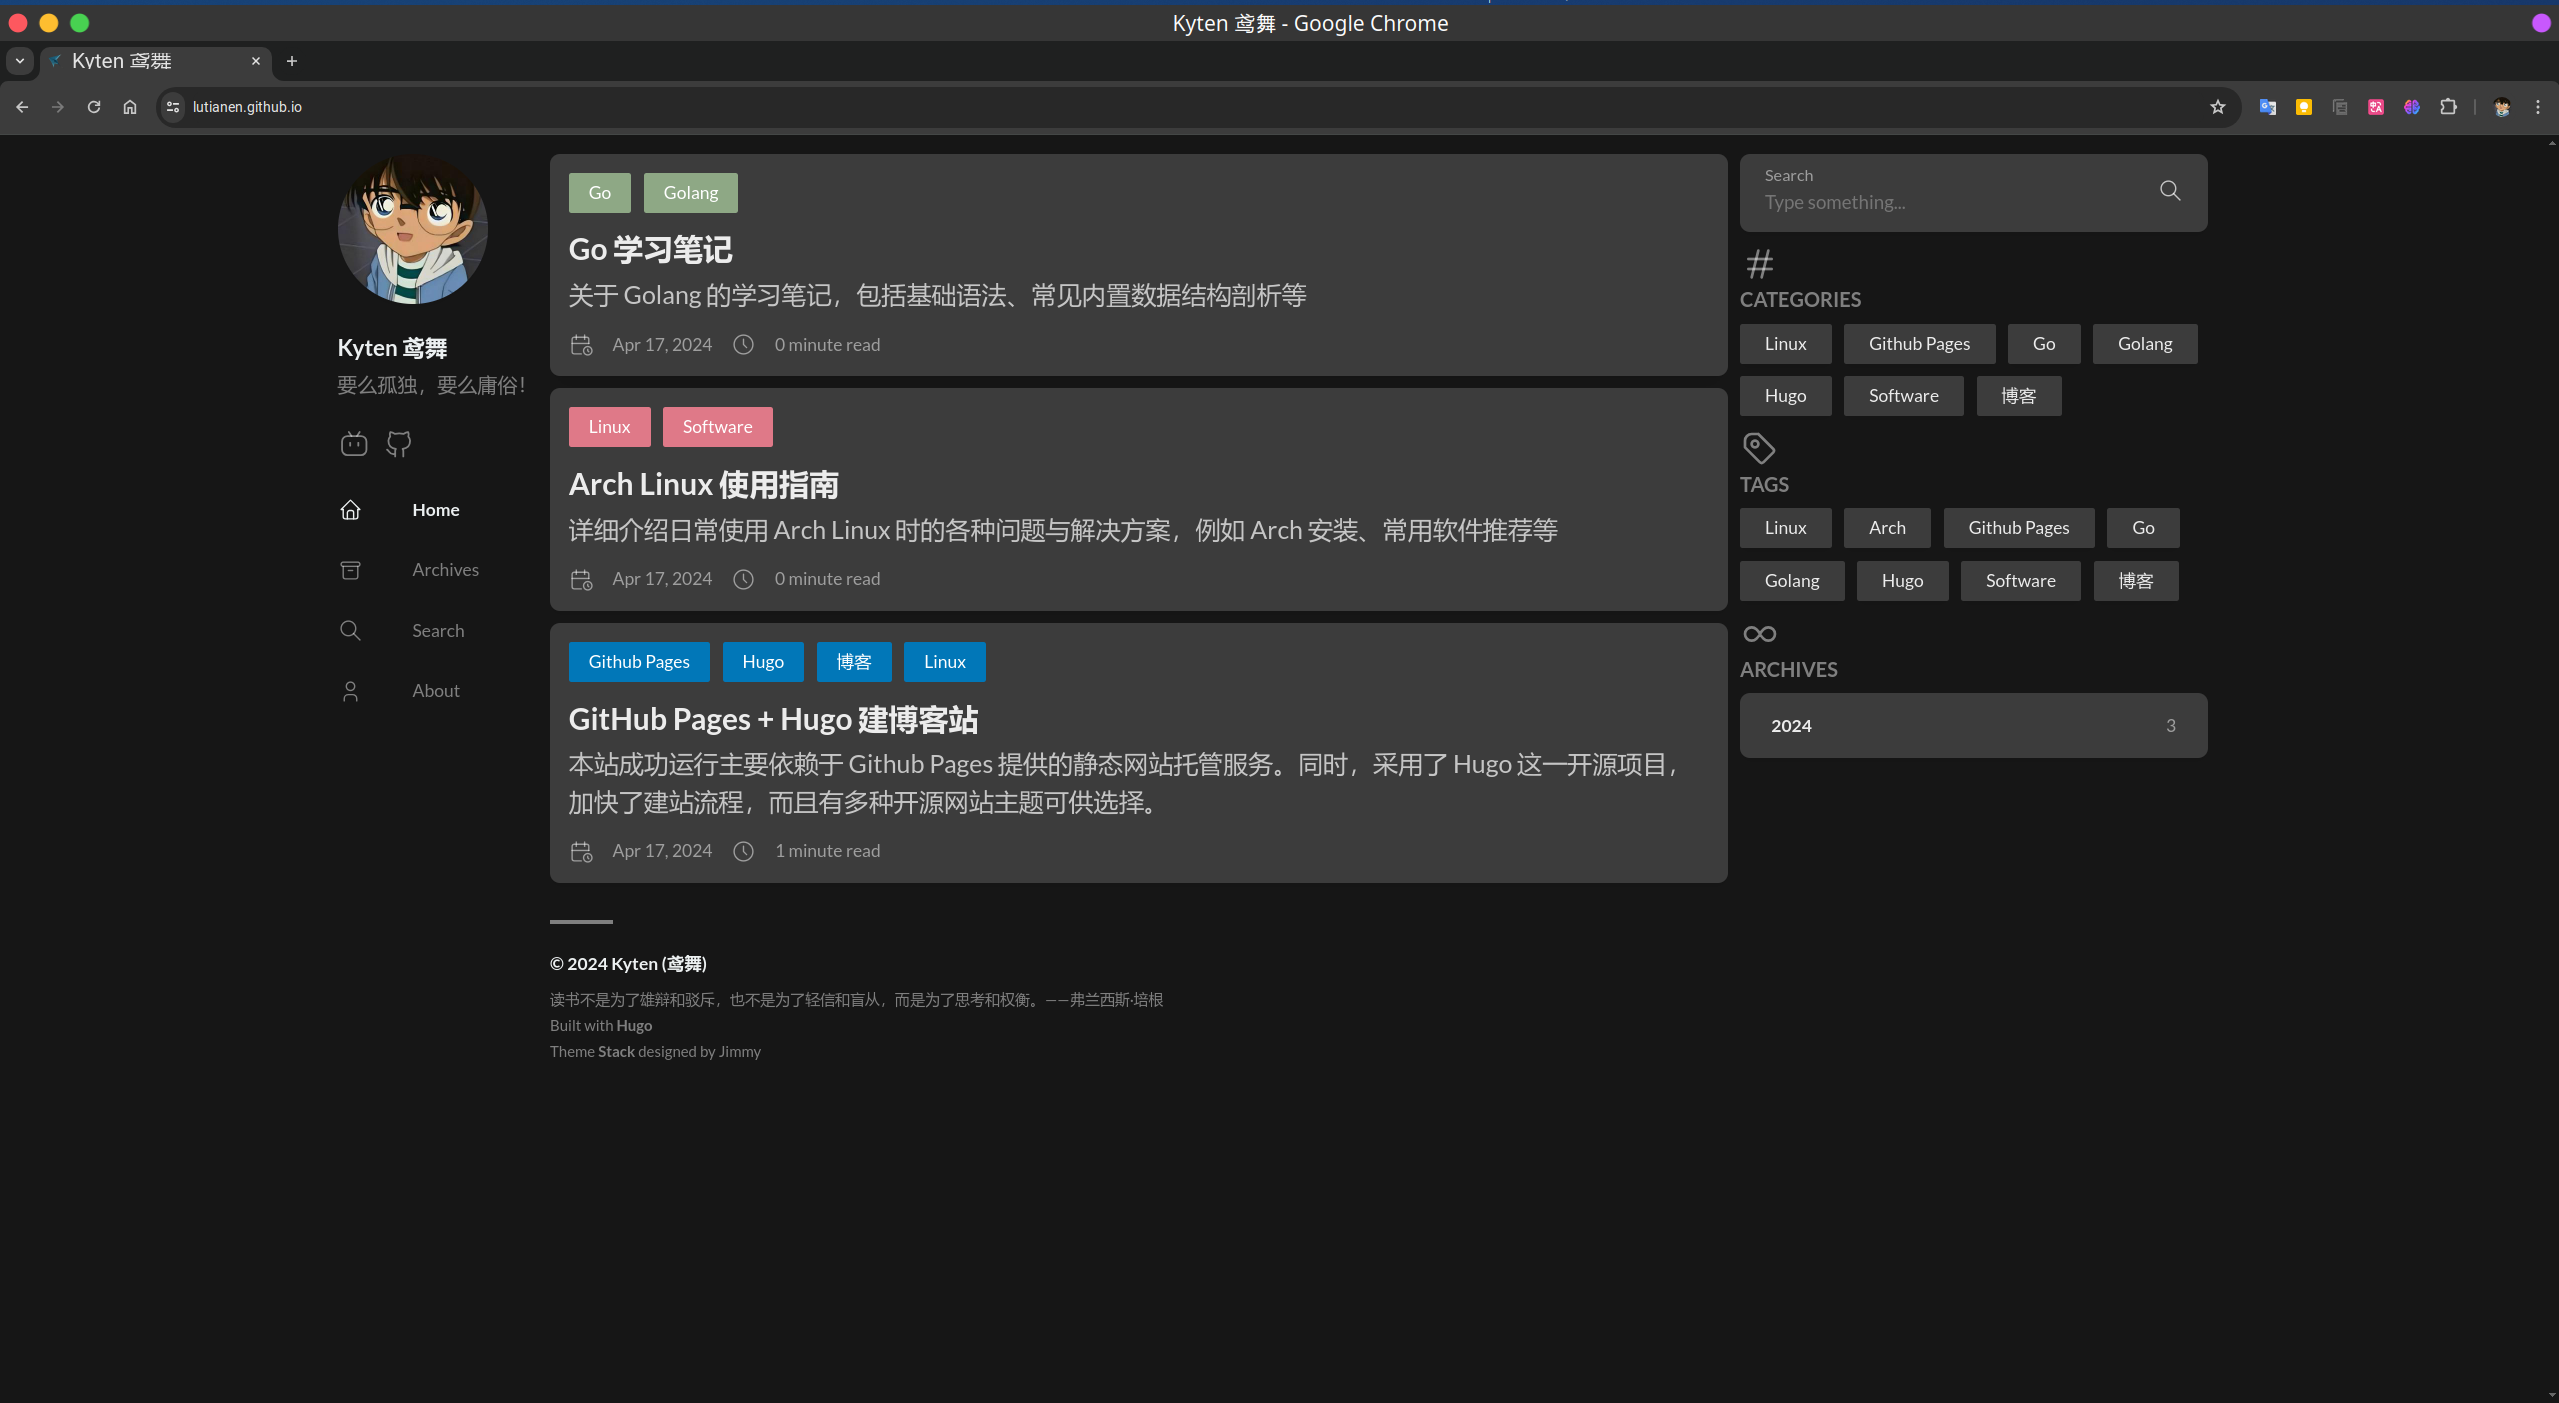 Kyten 鸢舞 - Google Chrome
Kyten 鸢舞
lutianen.github.io
Kyten 鸢舞
要么孤独，要么庸俗！
Home
Archives
Search
About
Go Golang
Go 学习笔记
关于 Golang 的学习笔记，包括基础语法、常见内置数据结构剖析等
Apr 17, 2024 0 minute read
Linux Software
Arch Linux 使用指南
详细介绍日常使用 Arch Linux 时的各种问题与解决方案，例如 Arch 安装、常用软件推荐等
Apr 17, 2024 0 minute read
Github Pages Hugo 博客 Linux
GitHub Pages + Hugo 建博客站
本站成功运行主要依赖于 Github Pages 提供的静态网站托管服务。同时，采用了 Hugo 这一开源项目，
加快了建站流程，而且有多种开源网站主题可供选择。
Apr 17, 2024 1 minute read
© 2024 Kyten (鸢舞)
读书不是为了雄辩和驳斥，也不是为了轻信和盲从，而是为了思考和权衡。——弗兰西斯·培根
Built with Hugo
Theme Stack designed by Jimmy
Search
Type something...
CATEGORIES
Linux Github Pages Go Golang
Hugo Software 博客
TAGS
Linux Arch Github Pages Go
Golang Hugo Software 博客
ARCHIVES
2024 3